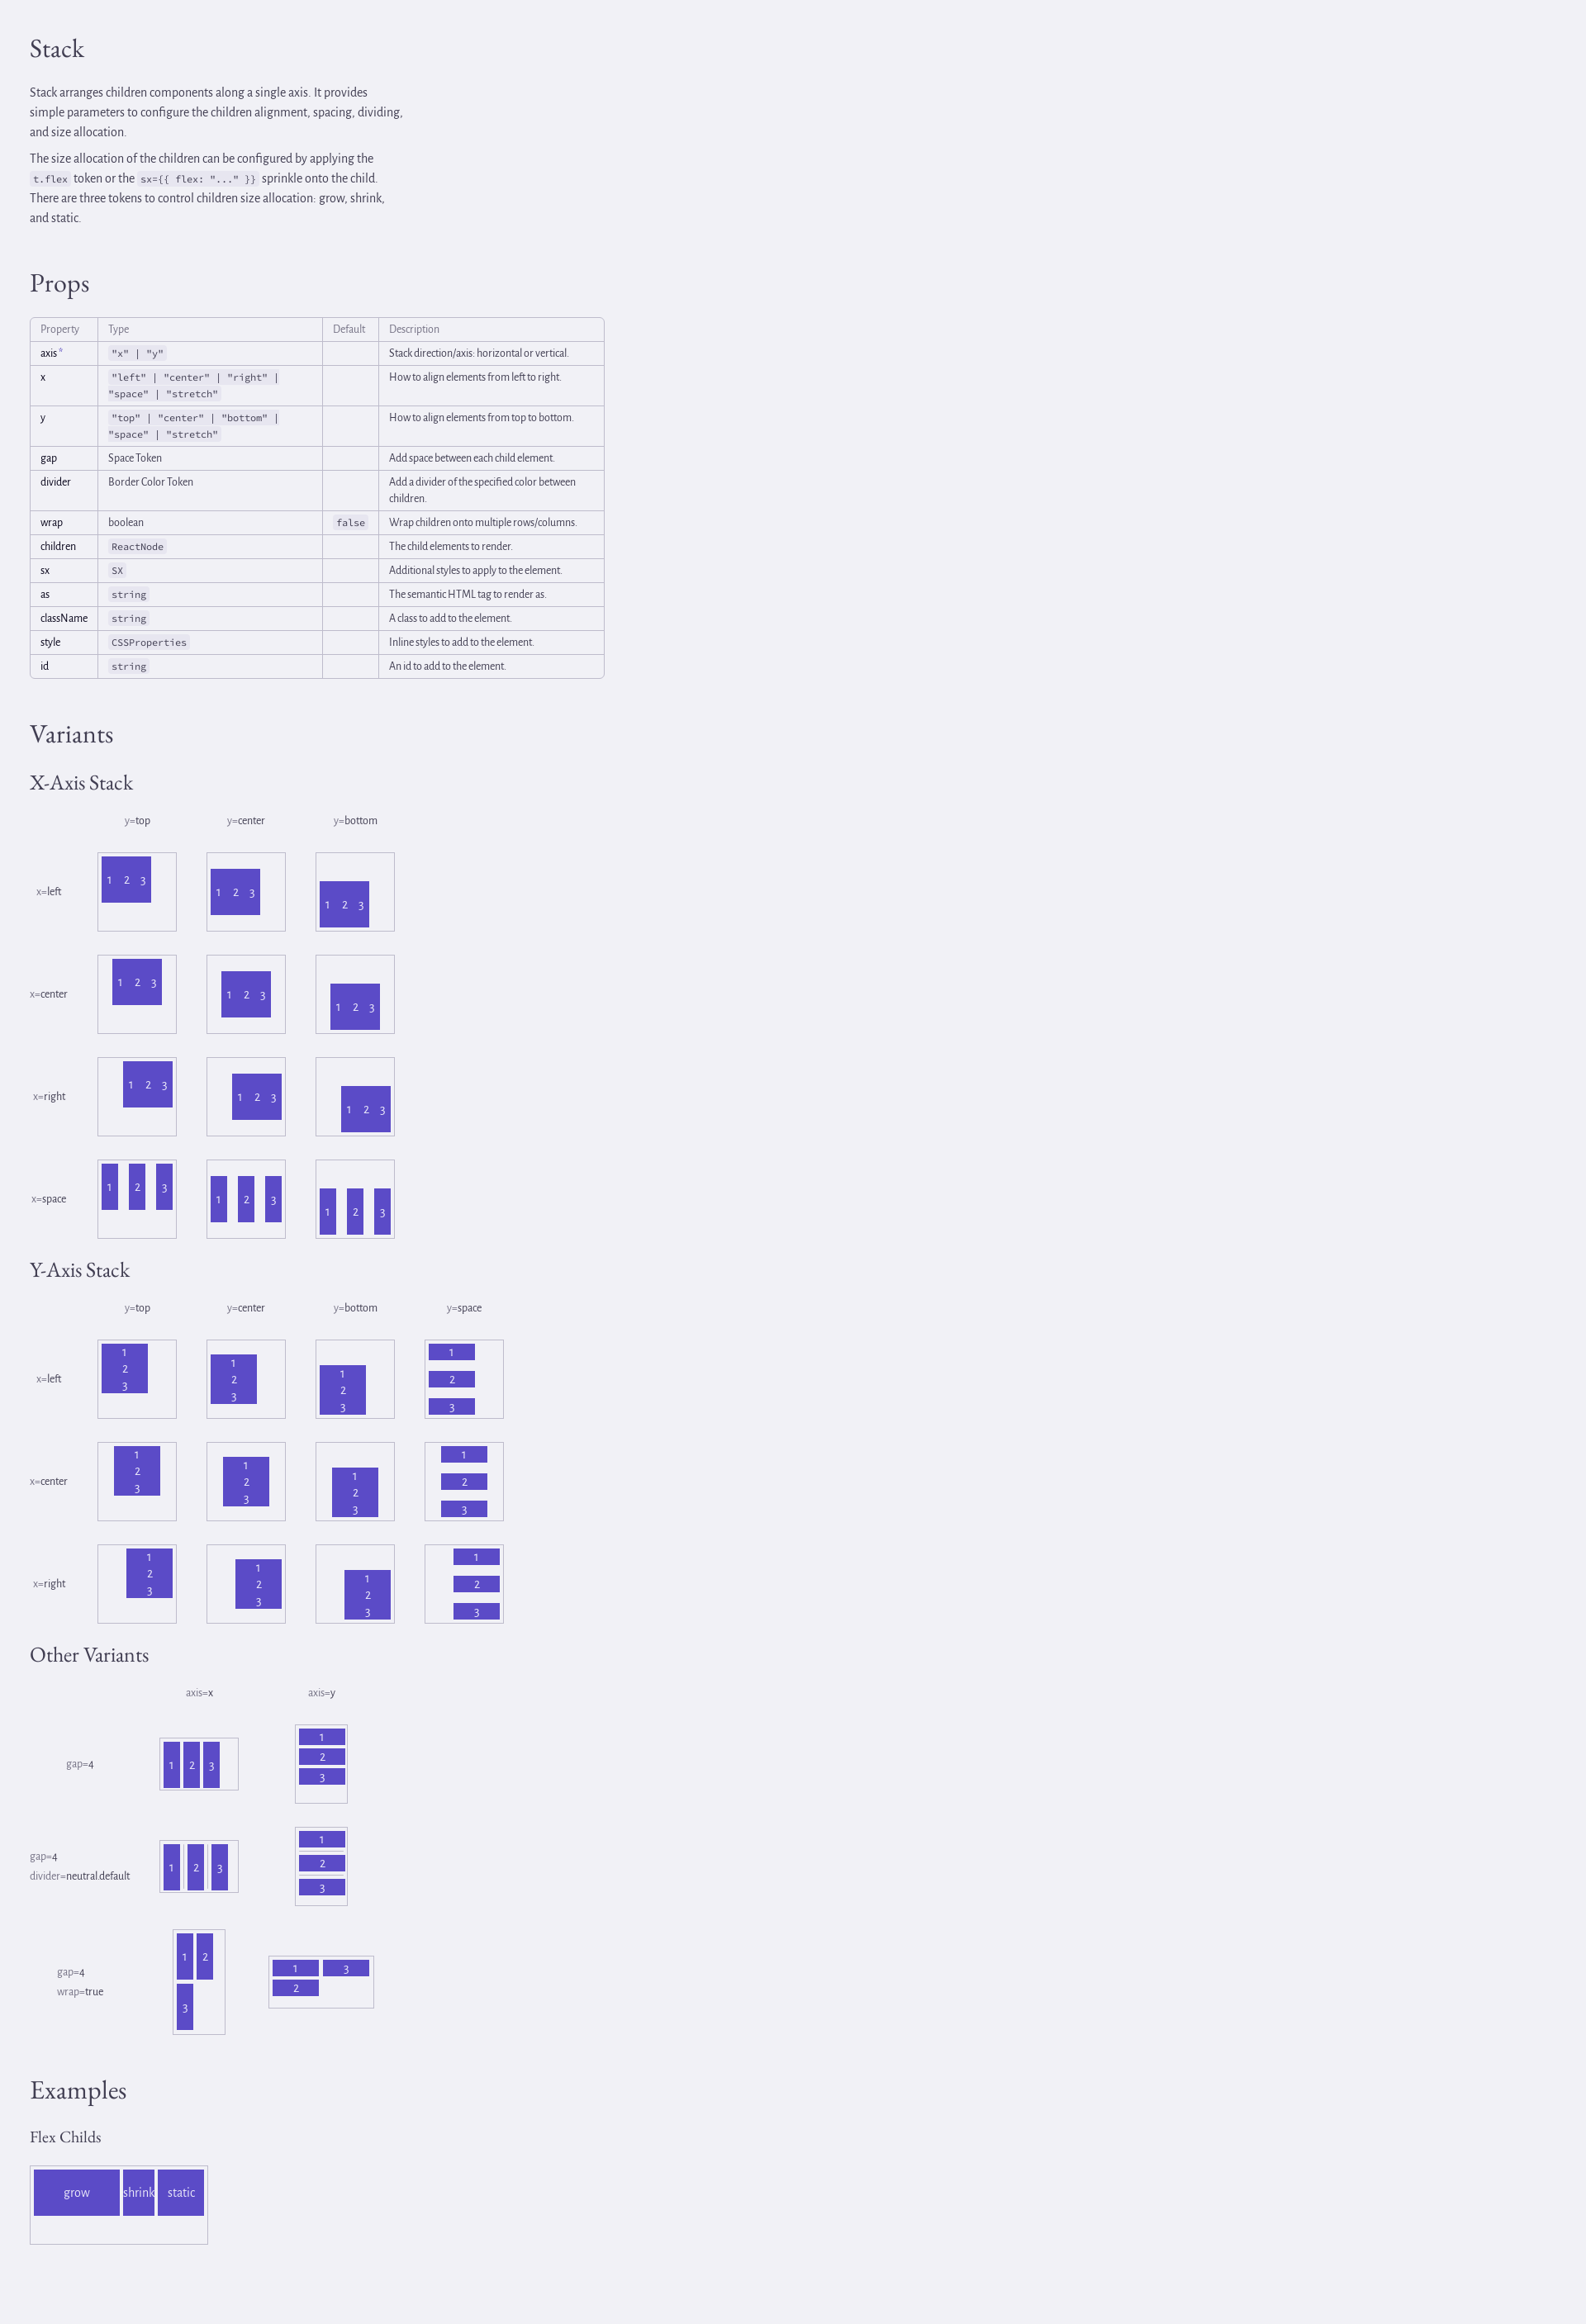 Stack
Stack arranges children components along a single axis. It provides
simple parameters to configure the children alignment, spacing, dividing,
and size allocation.
The size allocation of the children can be configured by applying the
t.flex token or the sx={{ flex: "..." }} sprinkle onto the child.
There are three tokens to control children size allocation: grow, shrink,
and static.
Props
Property Type Default Description
axis* "x" | "y" Stack direction/axis: horizontal or vertical.
x "left" | "center" | "right" | How to align elements from left to right.
"space" | "stretch"
y "top" | "center" | "bottom" | How to align elements from top to bottom.
"space" | "stretch"
gap Space Token Add space between each child element.
divider Border Color Token Add a divider of the specified color between
children.
wrap boolean false Wrap children onto multiple rows/columns.
children ReactNode The child elements to render.
sx SX Additional styles to apply to the element.
as string The semantic HTML tag to render as.
className string A class to add to the element.
style CSSProperties Inline styles to add to the element.
id string An id to add to the element.
Variants
X-Axis Stack
y=top y=center y=bottom
x=left 1 2 3 1 2 3 1 2 3
x=center 1 2 3 1 2 3 1 2 3
x=right 1 2 3 1 2 3 1 2 3
x=space 1 2 3 1 2 3 1 2 3
Y-Axis Stack
y=top y=center y=bottom y=space
1 1 1 1
x=left 2 2 2 2
3 3 3 3
1 1 1 1
x=center 2 2 2 2
3 3 3 3
1 1 1 1
x=right 2 2 2 2
3 3 3 3
Other Variants
axis=x axis=y
1
gap=4 1 2 3 2
3
1
gap=4
divider=neutral.default 1 2 3 2
3
1 2 1 3
gap=4
wrap=true 2
3
Examples
Flex Childs
grow shrink static